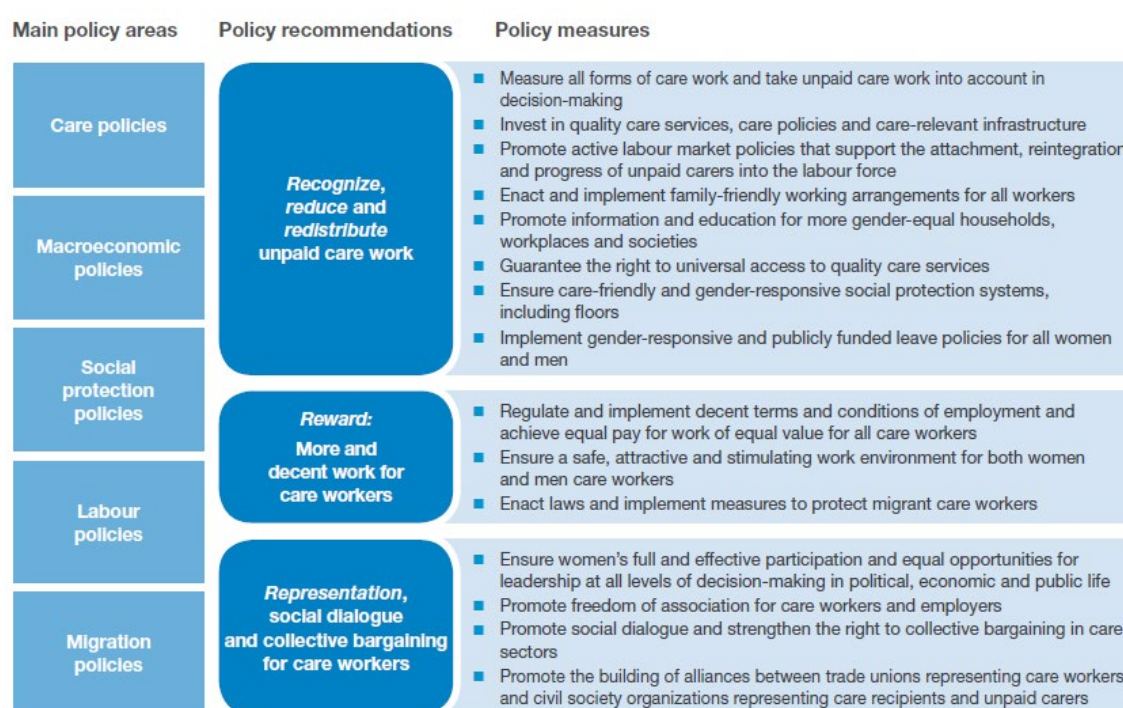 Main policy areas
Policy recommendations
Policy measures
Care policies
Macroeconomic
policies
Social
protection
policies
Labour
policies
Migration
policies
Recognize,
reduce and
redistribute
unpaid care work
■ Measure all forms of care work and take unpaid care work into account in
decision-making
■ Invest in quality care services, care policies and care-relevant infrastructure
■ Promote active labour market policies that support the attachment, reintegration
and progress of unpaid carers into the labour force
■ Enact and implement family-friendly working arrangements for all workers
■ Promote information and education for more gender-equal households,
workplaces and societies
■ Guarantee the right to universal access to quality care services
■ Ensure care-friendly and gender-responsive social protection systems,
including floors
■ Implement gender-responsive and publicly funded leave policies for all women
and men
Reward:
More and
decent work for
care workers
■ Regulate and implement decent terms and conditions of employment and
achieve equal pay for work of equal value for all care workers
■ Ensure a safe, attractive and stimulating work environment for both women
and men care workers
■ Enact laws and implement measures to protect migrant care workers
Representation,
social dialogue
and collective bargaining
for care workers
■ Ensure women's full and effective participation and equal opportunities for
leadership at all levels of decision-making in political, economic and public life
■ Promote freedom of association for care workers and employers
■ Promote social dialogue and strengthen the right to collective bargaining in care
sectors
■ Promote the building of alliances between trade unions representing care workers
and civil society organizations representing care recipients and unpaid carers